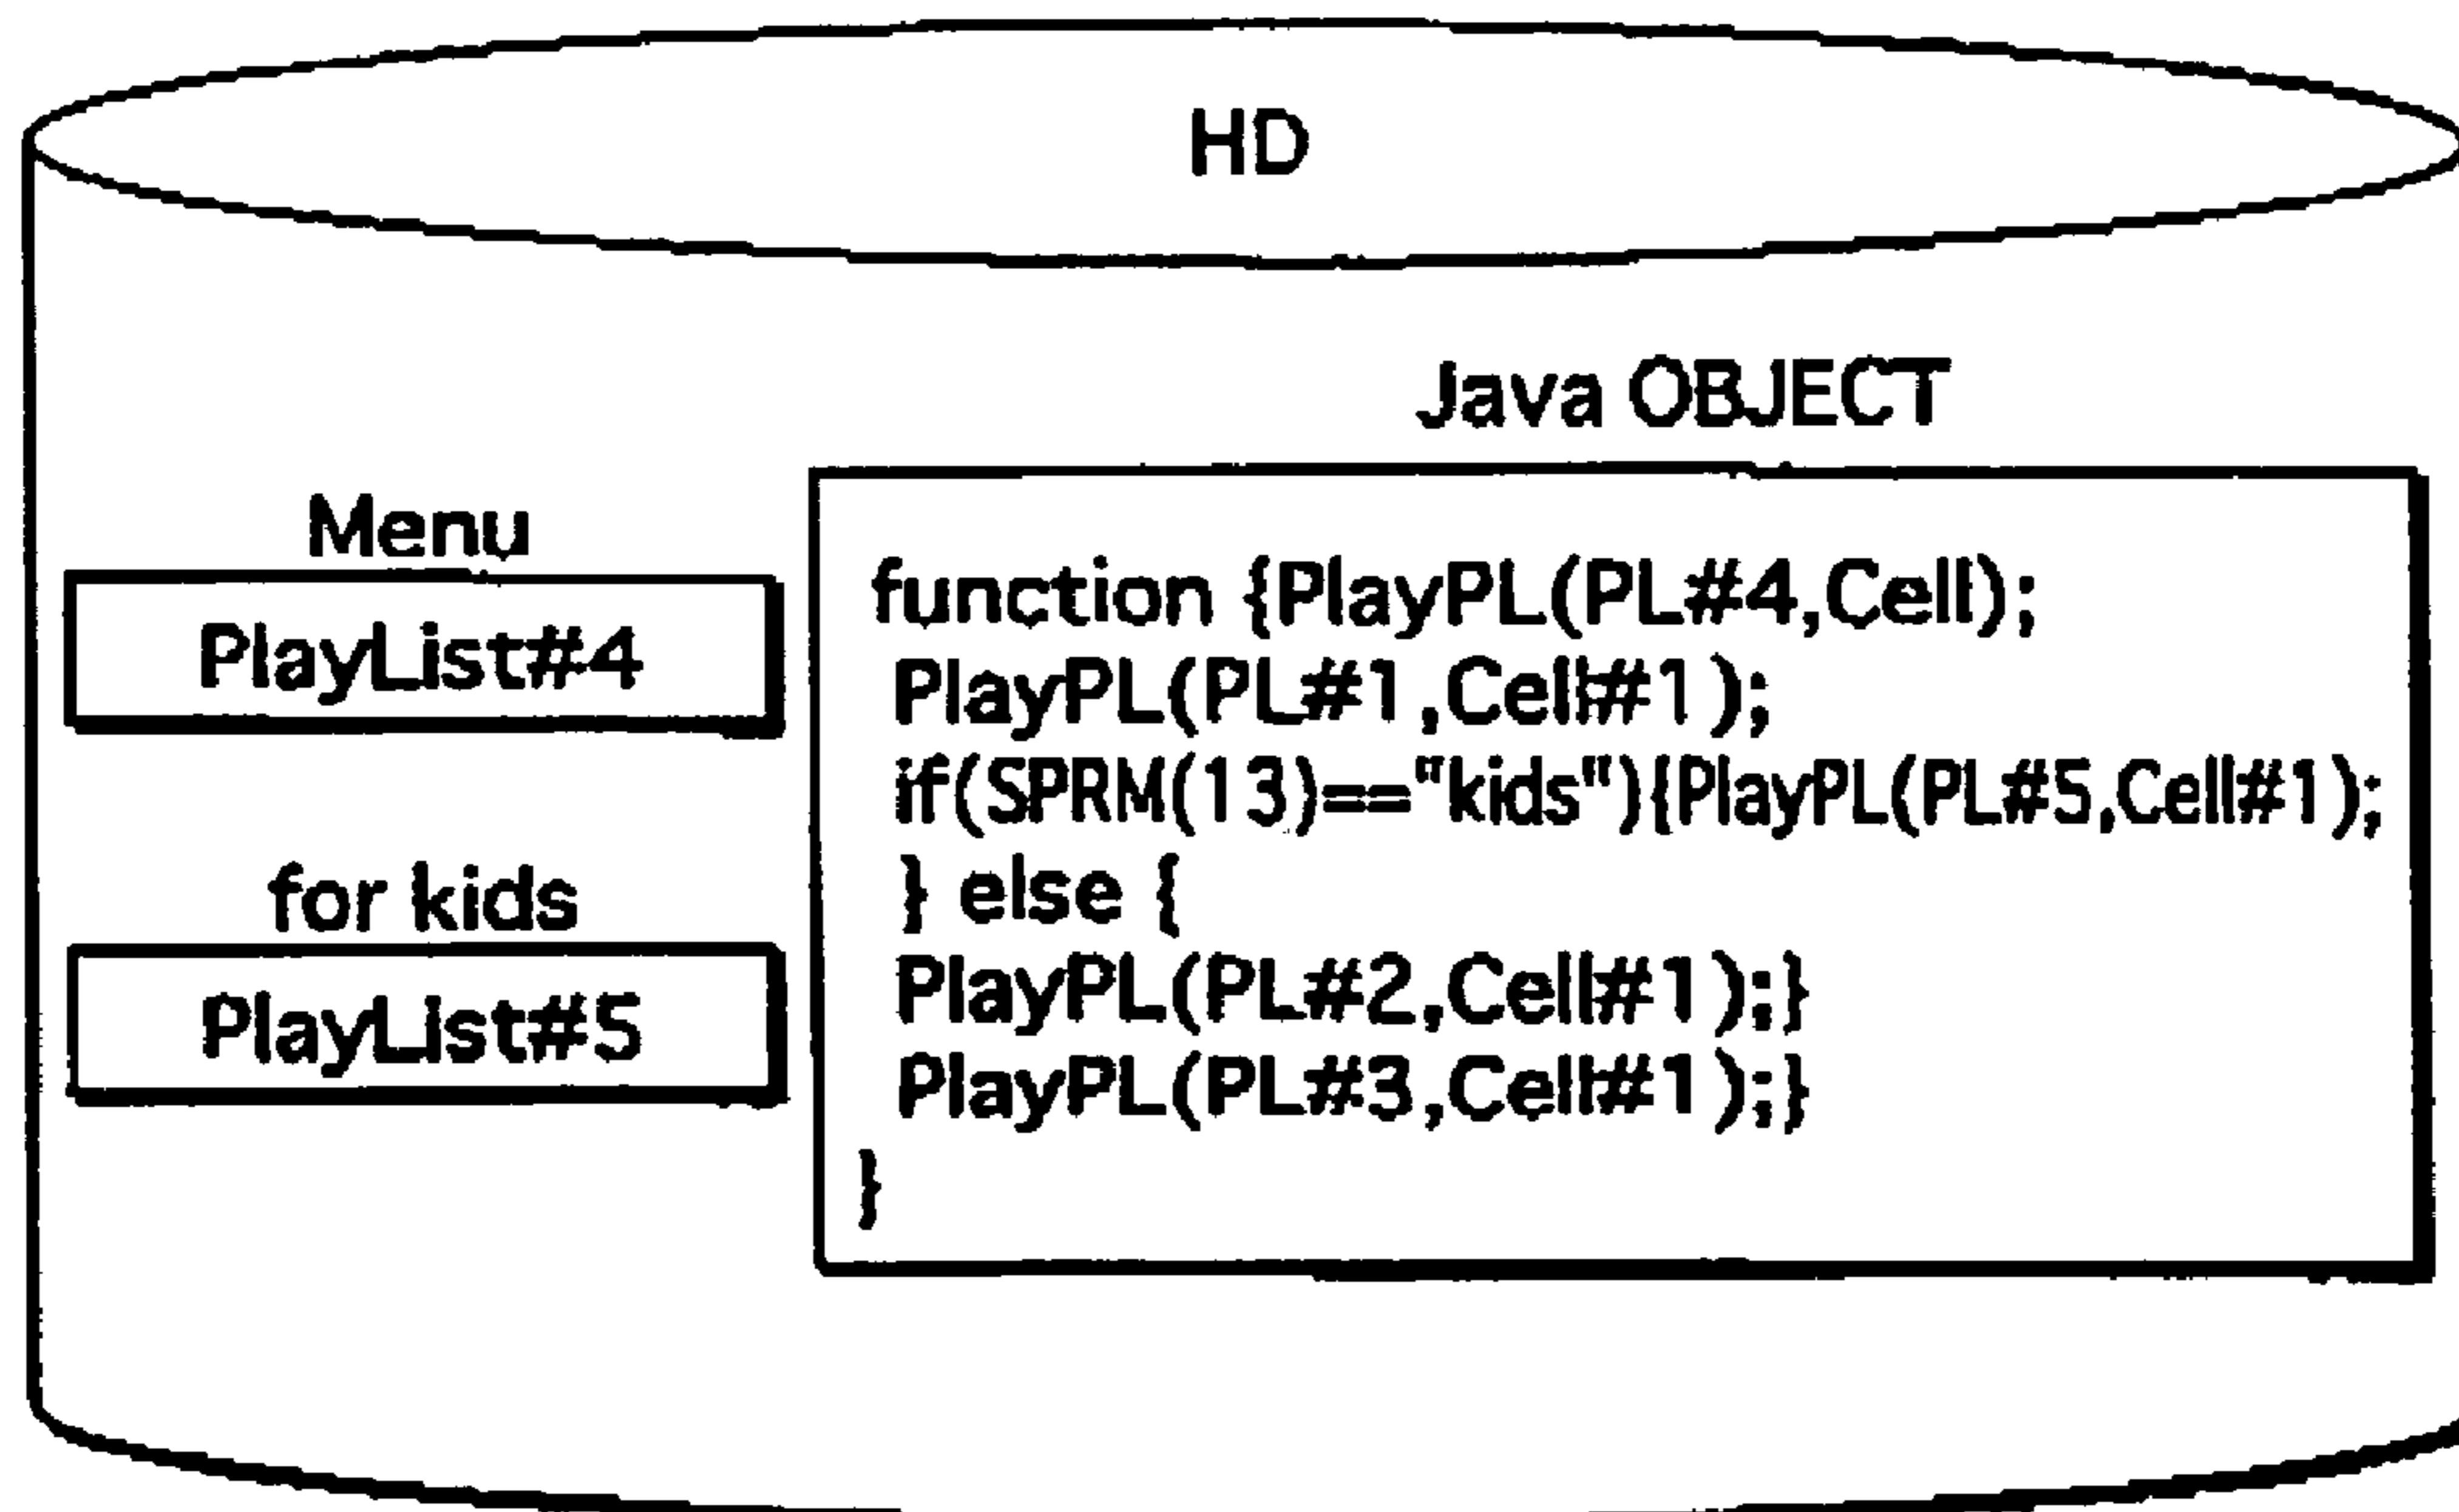 HD
Java OBJECT
Menu
PlayList#4
for kids
PlayList#5
function {PlayPL(PL#4,Cell);
PlayPL(PL#1,Cell#1);
if(SPRM(13)=="kids"){PlayPL(PL#5,Cell#1);
} else {
PlayPL(PL#2,Cell#1);}
PlayPL(PL#3,Cell#1);}
}